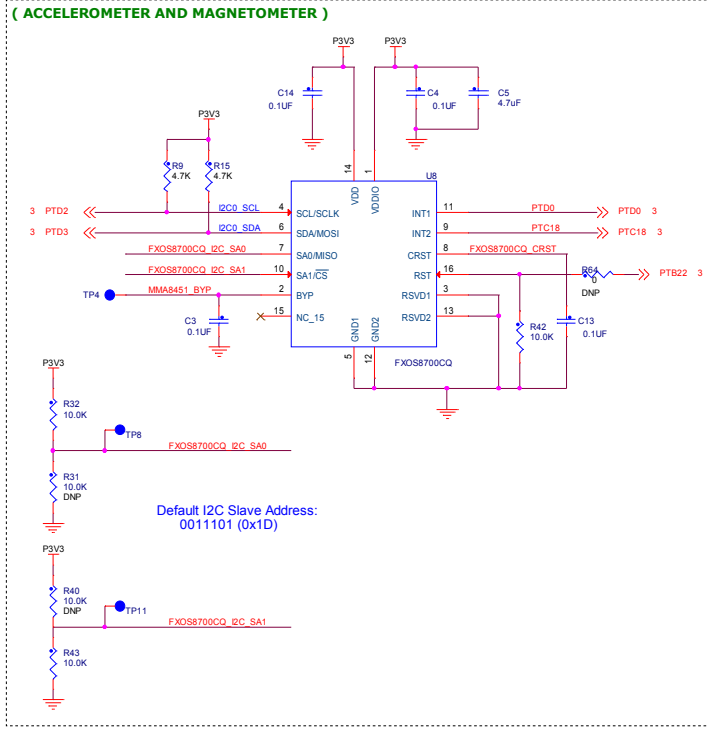 ( ACCELEROMETER AND MAGNETOMETER )
P3V3 P3V3
C14 0.1UF
C4 0.1UF
C5 4.7uF
P3V3
R9 4.7K
R15 4.7K
U8
14 1
VDD VDDIO
3 PTD2 I2C0_SCL 4 SCL/SCLK
3 PTD3 I2C0_SDA 6 SDA/MOSI
FXOS8700CQ_I2C_SA0 7 SA0/MISO
FXOS8700CQ_I2C_SA1 10 SA1/CS
TP4 MMA8451_BYP 2 BYP
15 NC_15
C3 0.1UF
INT1 11 PTD0 PTD0 3
INT2 9 PTC18 PTC18 3
CRST 8 FXOS8700CQ_CRST
RST 16 R64 0 DNP PTB22 3
RSVD1 3
RSVD2 13
R42 10.0K
C13 0.1UF
GND1 GND2
5 12
FXOS8700CQ
P3V3
R32
10.0K
TP8
FXOS8700CQ_I2C_SA0
R31
10.0K
DNP
Default I2C Slave Address:
0011101 (0x1D)
P3V3
R40
10.0K
DNP
TP11
FXOS8700CQ_I2C_SA1
R43
10.0K